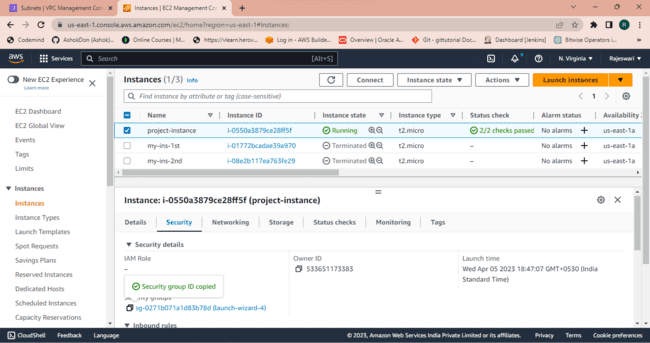 Subnets | VPC Management Con
Instances | EC2 Management Con
us-east-1.console.aws.amazon.com/ec2/home?region=us-east-1#Instances:
Codemind
AshokDon (Ashok)...
Online Courses | M...
https://vlearn.herov...
Log in - AWS Builde...
Overview | Oracle A...
Git - gittutorial Doc...
Dashboard [Jenkins]
Bitwise Operators i...
aws
Services
Search
[Alt+S]
N. Virginia
Rajeswari
New EC2 Experience
Learn more
EC2 Dashboard
EC2 Global View
Events
Tags
Limits
Instances
Instances
Instance Types
Launch Templates
Spot Requests
Savings Plans
Reserved Instances
Dedicated Hosts
Scheduled Instances
Capacity Reservations
Instances (1/3) Info
Connect
Instance state
Actions
Launch instances
Find instance by attribute or tag (case-sensitive)
1
Name
Instance ID
Instance state
Instance type
Status check
Alarm status
Availability
project-instance
i-0550a3879ce28ff5f
Running
t2.micro
2/2 checks passed
No alarms
us-east-1a
my-ins-1st
i-01772bcadae39a970
Terminated
t2.micro
–
No alarms
us-east-1a
my-ins-2nd
i-08e2b117ea763fe29
Terminated
t2.micro
–
No alarms
us-east-1a
Instance: i-0550a3879ce28ff5f (project-instance)
Details
Security
Networking
Storage
Status checks
Monitoring
Tags
Security details
IAM Role
–
Owner ID
533651173383
Launch time
Wed Apr 05 2023 18:47:07 GMT+0530 (India
Standard Time)
Security group ID copied
sg-0271b071a1d83b78d (launch-wizard-4)
Inbound rules
CloudShell
Feedback
Language
© 2023, Amazon Web Services India Private Limited or its affiliates.
Privacy
Terms
Cookie preferences